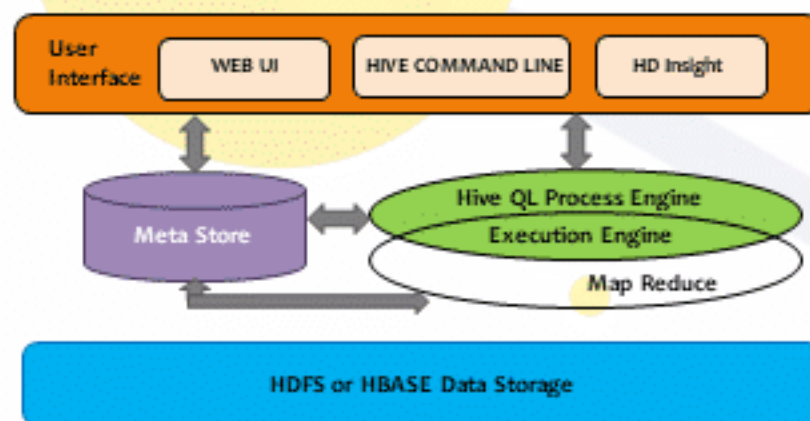 User
Interface
WEB UI
HIVE COMMAND LINE
HD Insight
Hive QL Process Engine
Meta Store
Execution Engine
Map Reduce
HDFS or HBASE Data Storage